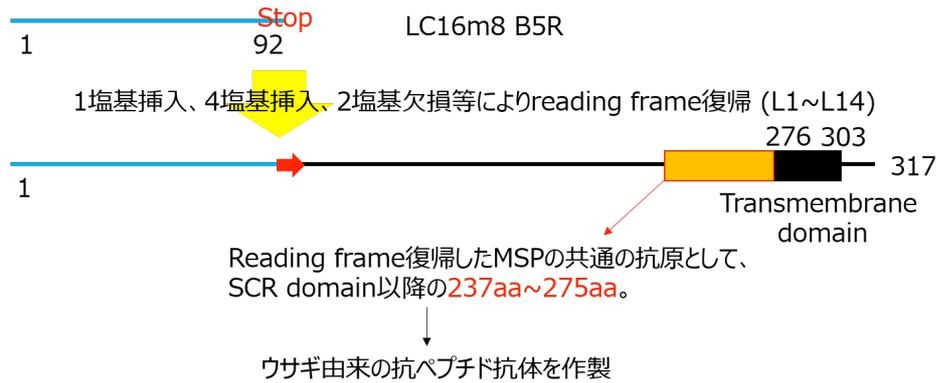 Stop
LC16m8 B5R
1
92
1塩基挿入、4塩基挿入、2塩基欠損等によりreading frame復帰 (L1~L14)
276 303
317
1
Transmembrane
domain
Reading frame復帰したMSPの共通の抗原として、
SCR domain以降の237aa~275aa。
ウサギ由来の抗ペプチド抗体を作製